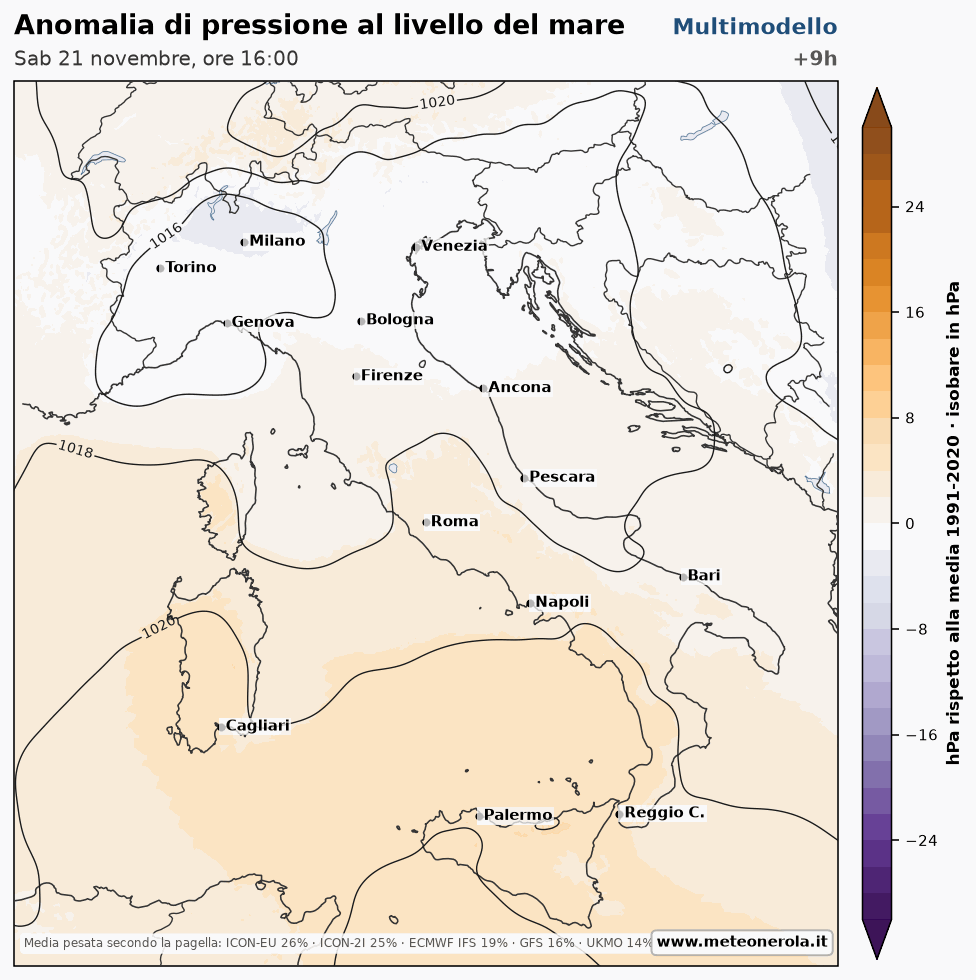 Anomalia di pressione al livello del mare
Multimodello
Sab 21 novembre, ore 16:00
+9h
1020
1016
Milano
Venezia
Torino
Genova
Bologna
Firenze
Ancona
1018
Pescara
Roma
Bari
Napoli
1020
Cagliari
Palermo
Reggio C.
24
16
8
0
−8
−16
−24
hPa rispetto alla media 1991-2020 · isobare in hPa
Media pesata secondo la pagella: ICON-EU 26% · ICON-2I 25% · ECMWF IFS 19% · GFS 16% · UKMO 14%
www.meteonerola.it